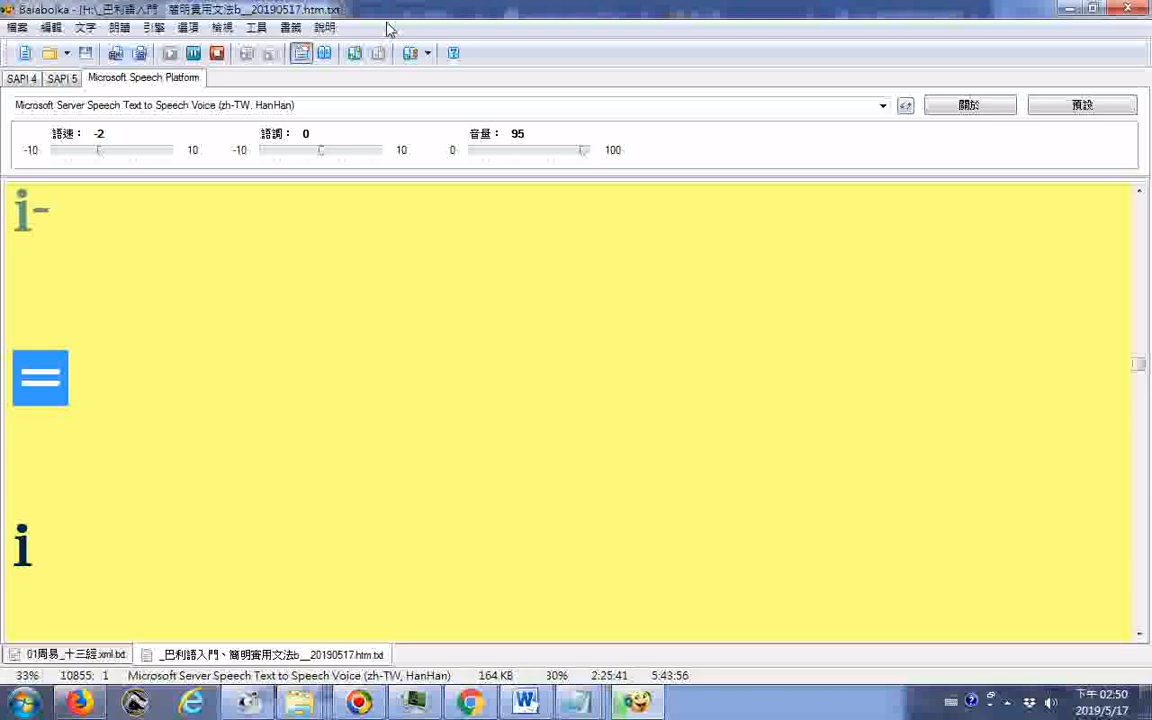 Balabolka - [H:\_巴利語入門、簡明實用文法b__20190517.htm.txt]
檔案 編輯 文字 朗讀 引擎 選項 檢視 工具 書籤 說明
SAPI 4 SAPI 5 Microsoft Speech Platform
Microsoft Server Speech Text to Speech Voice (zh-TW, HanHan) 關於 預設
語速： -2 語調： 0 音量： 95
-10 10 -10 10 0 100
i-
=
i
01周易_十三經.xml.txt _巴利語入門、簡明實用文法b__20190517.htm.txt
33% 10855: 1 Microsoft Server Speech Text to Speech Voice (zh-TW, HanHan) 164 KB 30% 2:25:41 5:43:56
下午 02:50
2019/5/17